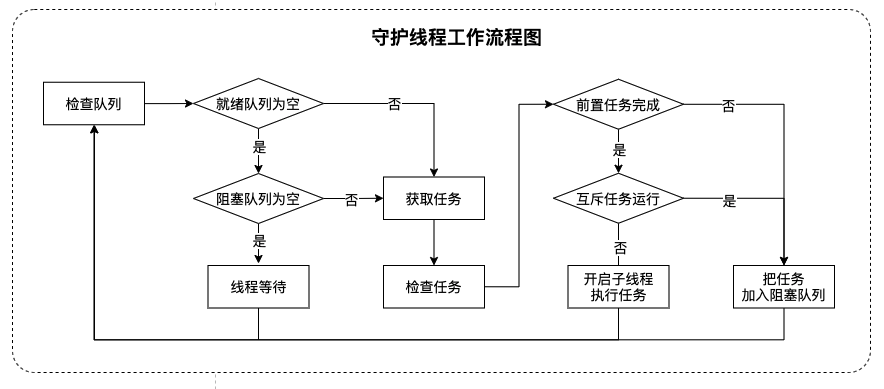 守护线程工作流程图
检查队列
就绪队列为空
否
是
阻塞队列为空
否
是
线程等待
获取任务
检查任务
前置任务完成
否
是
互斥任务运行
是
否
开启子线程
执行任务
把任务
加入阻塞队列